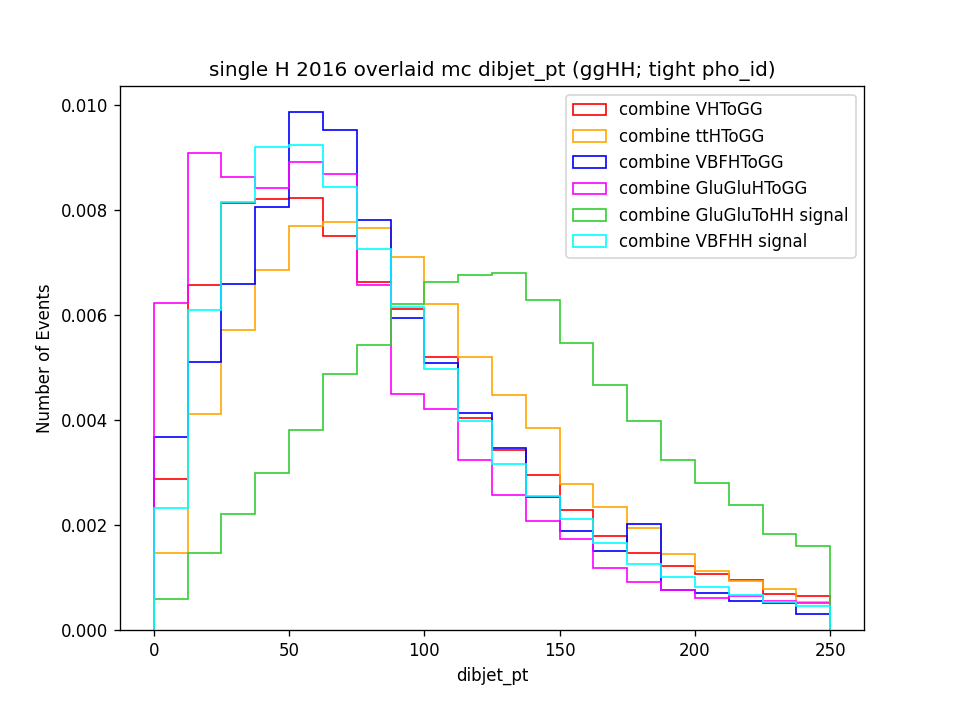 single H 2016 overlaid mc dibjet_pt (ggHH; tight pho_id)
0.010
0.008
0.006
0.004
0.002
0.000
Number of Events
combine VHToGG
combine ttHToGG
combine VBFHToGG
combine GluGluHToGG
combine GluGluToHH signal
combine VBFHH signal
0 50 100 150 200 250
dibjet_pt